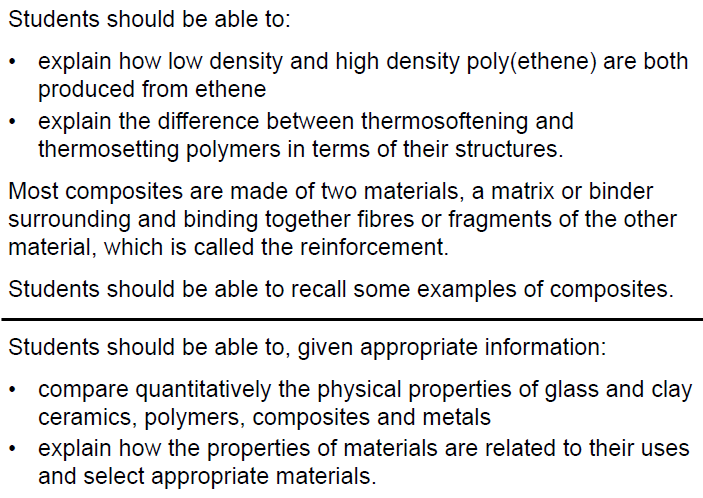 Students should be able to:
• explain how low density and high density poly(ethene) are both
produced from ethene
• explain the difference between thermosoftening and
thermosetting polymers in terms of their structures.
Most composites are made of two materials, a matrix or binder
surrounding and binding together fibres or fragments of the other
material, which is called the reinforcement.
Students should be able to recall some examples of composites.
Students should be able to, given appropriate information:
• compare quantitatively the physical properties of glass and clay
ceramics, polymers, composites and metals
• explain how the properties of materials are related to their uses
and select appropriate materials.